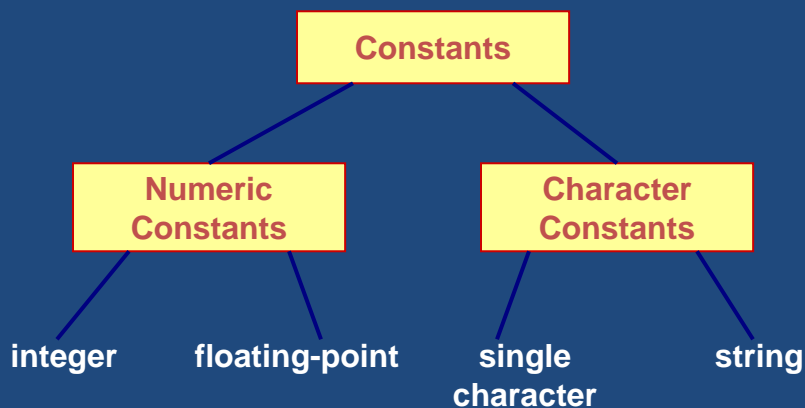 Constants
Numeric
Constants
Character
Constants
integer
floating-point
single
character
string